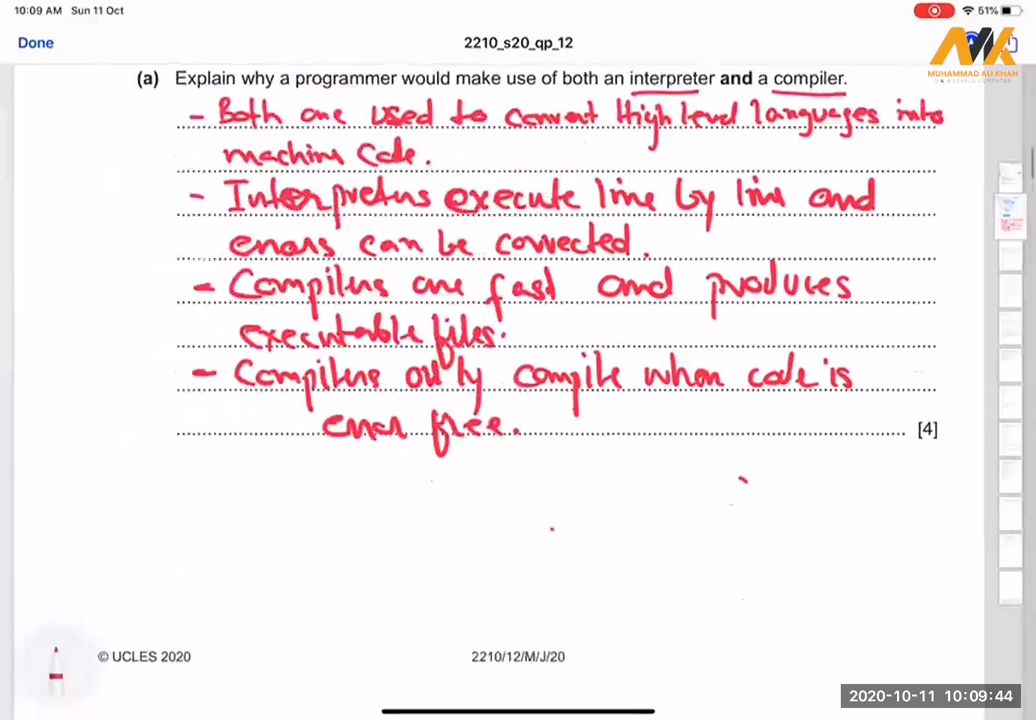 10:09 AM Sun 11 Oct
51%
Done
2210_s20_qp_12
MUHAMMAD ALI KHAN
(a) Explain why a programmer would make use of both an interpreter and a compiler.
- Both are used to convert High level languages into
machine code.
- Interpreters execute line by line and
errors can be corrected.
- Compilers are fast and produces
executable files.
- Compilers only compile when code is
error free.
[4]
© UCLES 2020
2210/12/M/J/20
2020-10-11 10:09:44